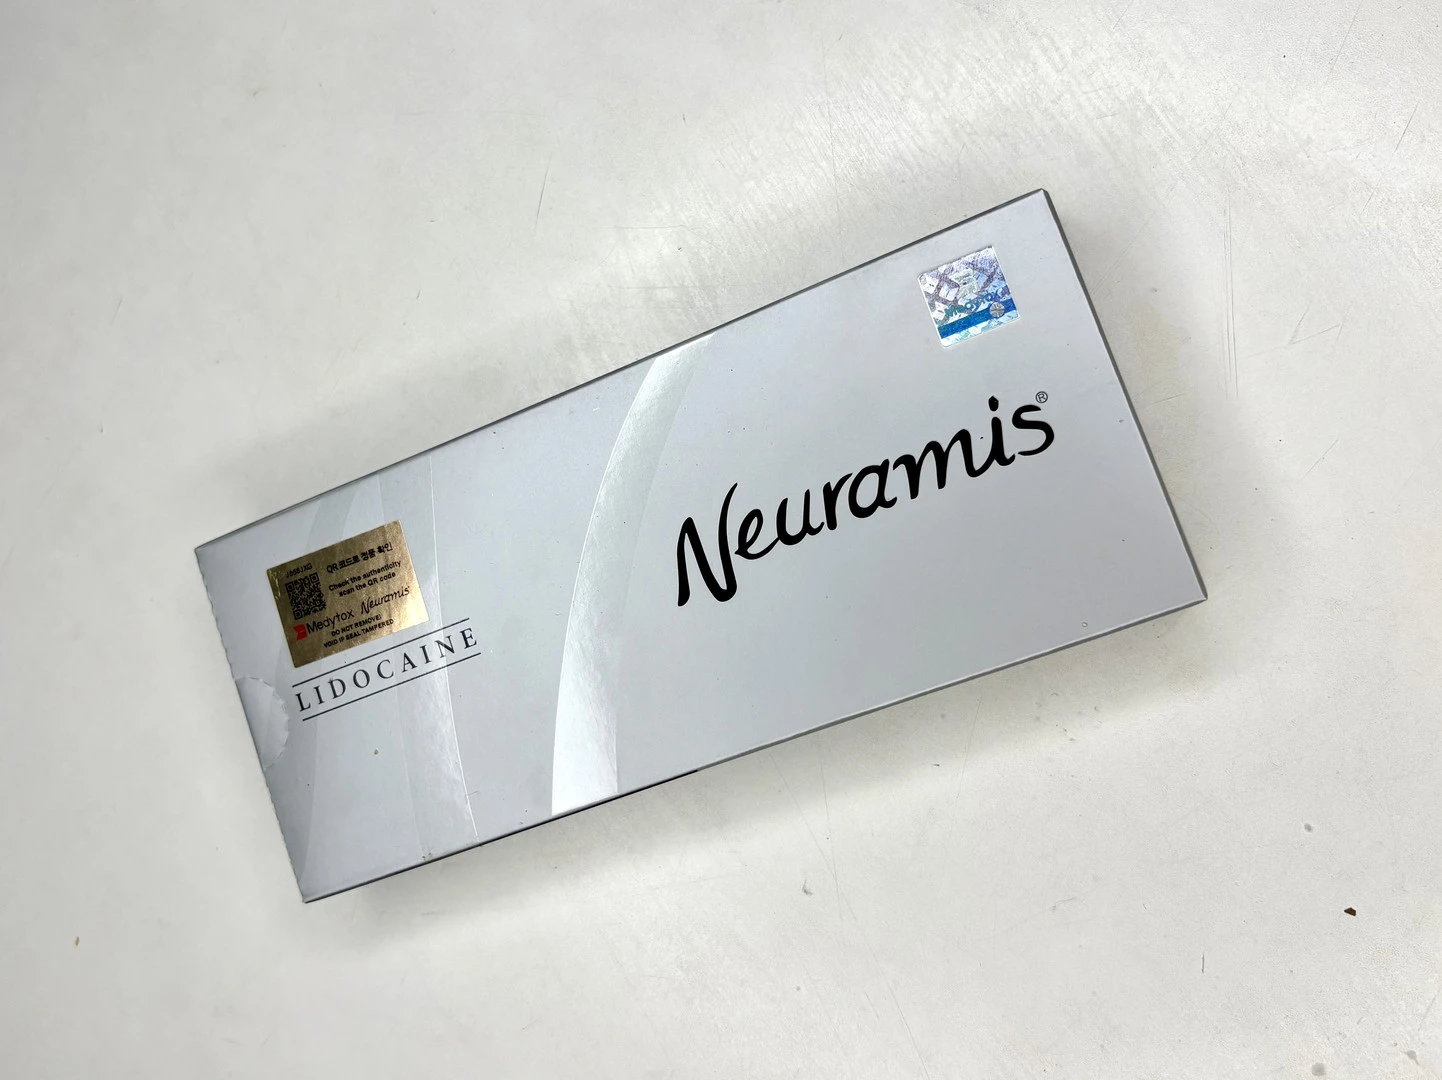 medytox
Neuramis®
QR 코드로 정품 확인
Check the authenticity
scan the QR code
Medytox Neuramis®
DO NOT REMOVE!
VOID IF SEAL TAMPERED
LIDOCAINE